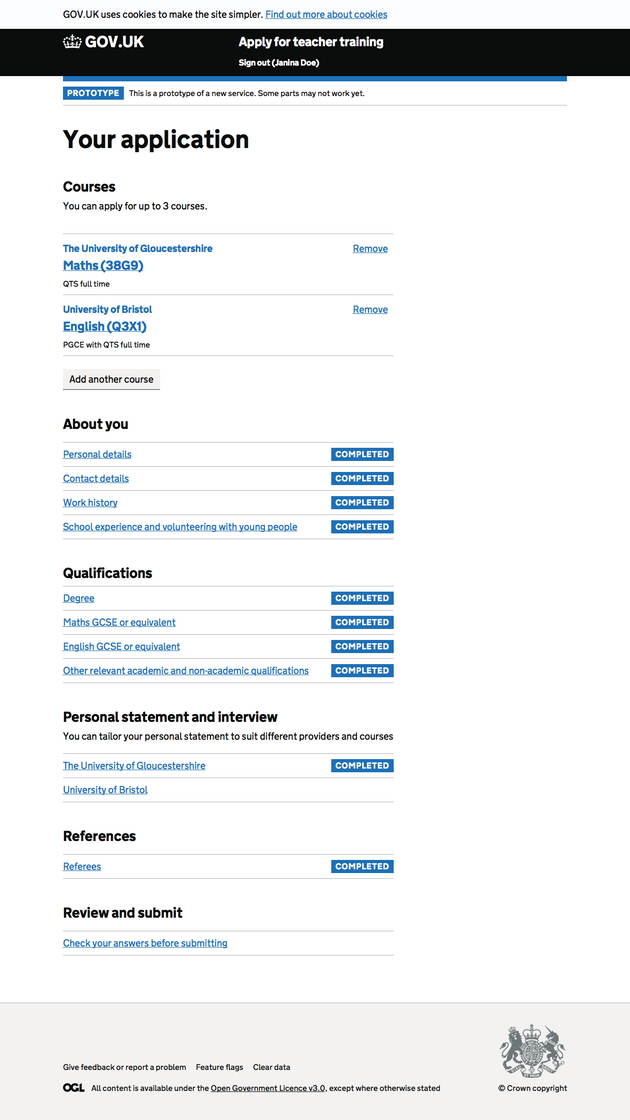 GOV.UK uses cookies to make the site simpler. Find out more about cookies
GOV.UK
Apply for teacher training
Sign out (Janina Doe)
PROTOTYPE This is a prototype of a new service. Some parts may not work yet.
Your application
Courses
You can apply for up to 3 courses.
The University of Gloucestershire Remove
Maths (38G9)
QTS full time
University of Bristol Remove
English (Q3X1)
PGCE with QTS full time
Add another course
About you
Personal details COMPLETED
Contact details COMPLETED
Work history COMPLETED
School experience and volunteering with young people COMPLETED
Qualifications
Degree COMPLETED
Maths GCSE or equivalent COMPLETED
English GCSE or equivalent COMPLETED
Other relevant academic and non-academic qualifications COMPLETED
Personal statement and interview
You can tailor your personal statement to suit different providers and courses
The University of Gloucestershire COMPLETED
University of Bristol
References
Referees COMPLETED
Review and submit
Check your answers before submitting
Give feedback or report a problem Feature flags Clear data
OGL All content is available under the Open Government Licence v3.0, except where otherwise stated
© Crown copyright